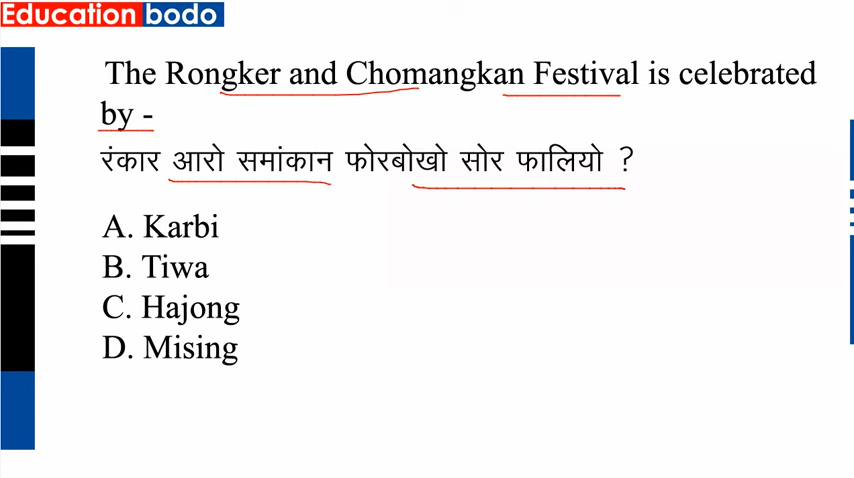 Education bodo
The Rongker and Chomangkan Festival is celebrated
by -
रंकार आरो समांकान फोरबोखो सोर फालियो ?
A. Karbi
B. Tiwa
C. Hajong
D. Mising